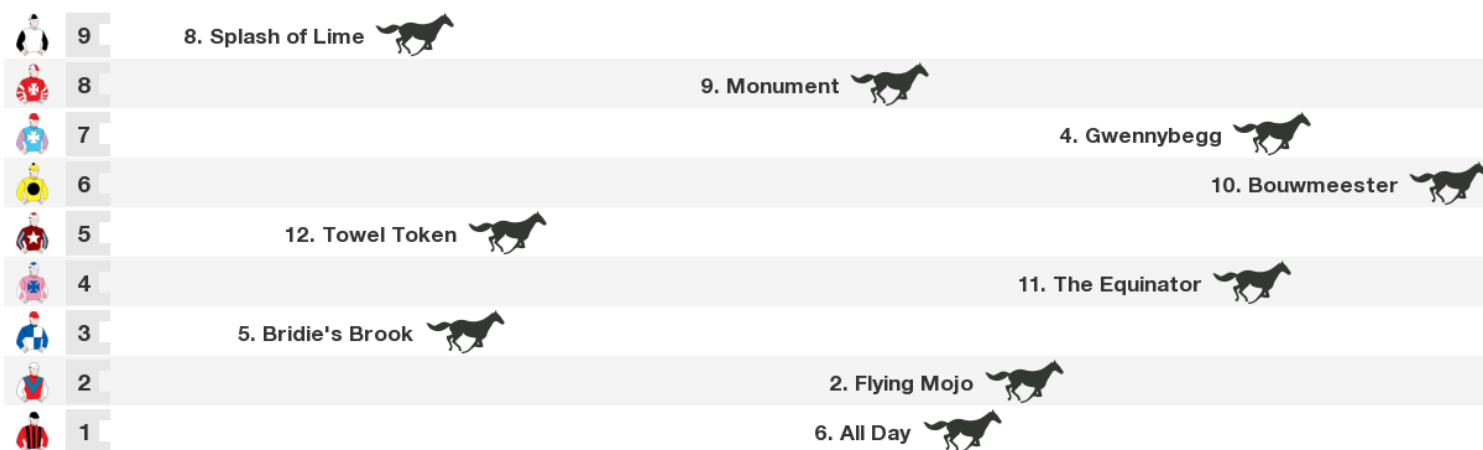 9 8. Splash of Lime
8 9. Monument
7 4. Gwennybegg
6 10. Bouwmeester
5 12. Towel Token
4 11. The Equinator
3 5. Bridie's Brook
2 2. Flying Mojo
1 6. All Day